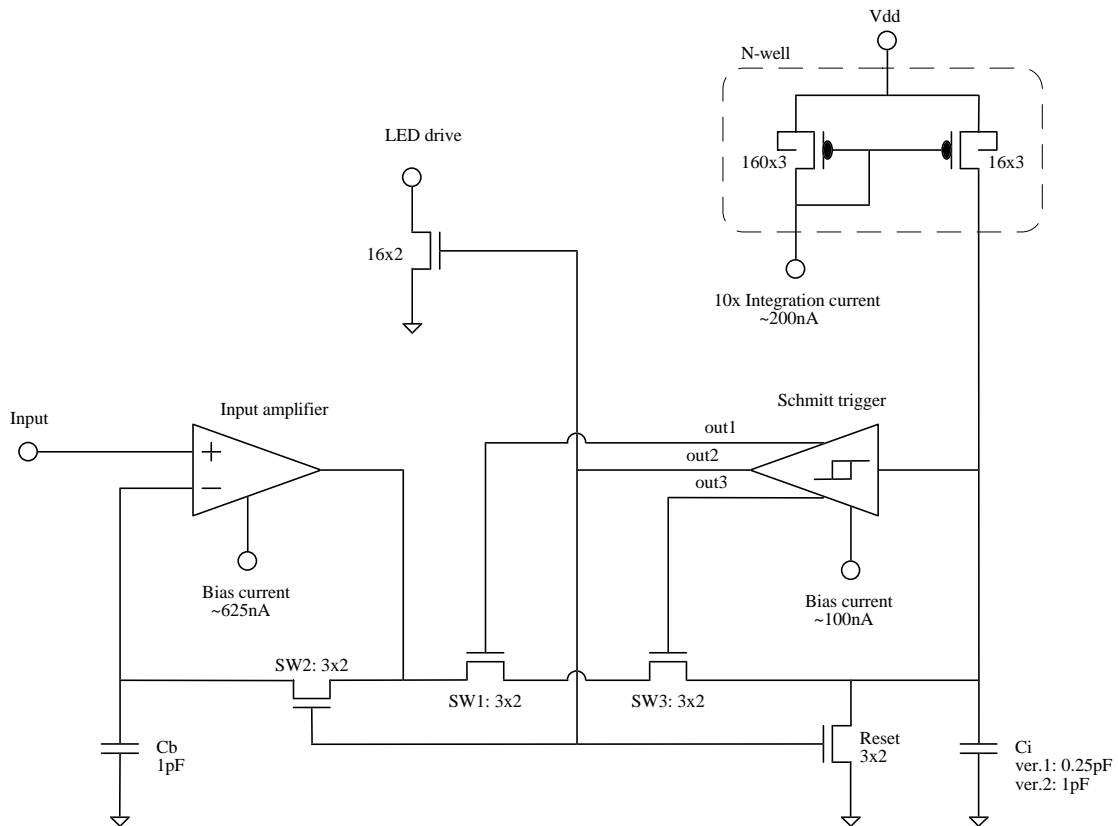 Vdd
N-well
LED drive
160x3
16x3
16x2
10x Integration current
~200nA
Input amplifier
Schmitt trigger
Input
out1
out2
out3
+
−
Bias current
~625nA
Bias current
~100nA
SW2: 3x2
SW1: 3x2
SW3: 3x2
Cb
1pF
Reset
3x2
Ci
ver.1: 0.25pF
ver.2: 1pF